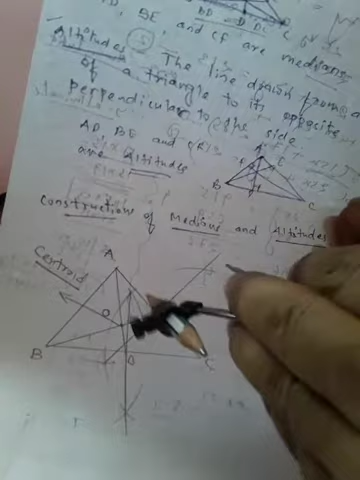 BE, and CF are medians
Altitudes The line drawn from a
of a triangle to its opposite
perpendicular to the side.
AD, BE and CF
are Altitudes
A
B
C
Construction of Medians and Altitudes
Centroid
A
O
B
D
C